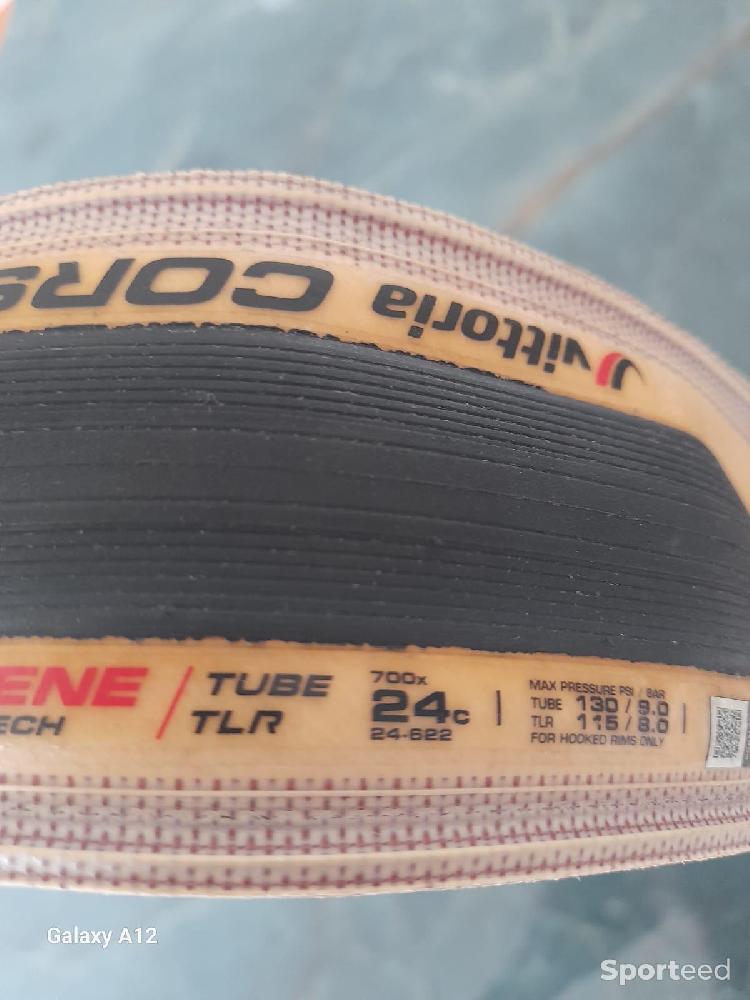 vittoria CORS
ENE
ECH
TUBE
TLR
700x
24c
24-622
MAX PRESSURE PSI / BAR
TUBE 130 / 9.0
TLR 115 / 8.0
FOR HOOKED RIMS ONLY
Galaxy A12
Sporteed